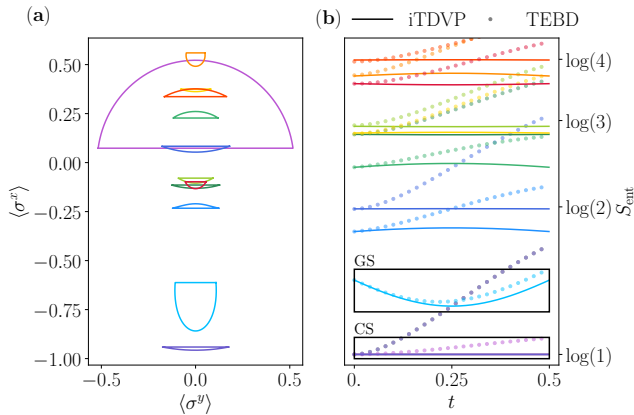 (a)
(b)
iTDVP
TEBD
0.50
0.25
0.00
−0.25
−0.50
−0.75
−1.00
⟨σˣ⟩
−0.5
0.0
0.5
⟨σʸ⟩
log(4)
log(3)
log(2)
log(1)
S_ent
GS
CS
0.
0.25
0.5
t